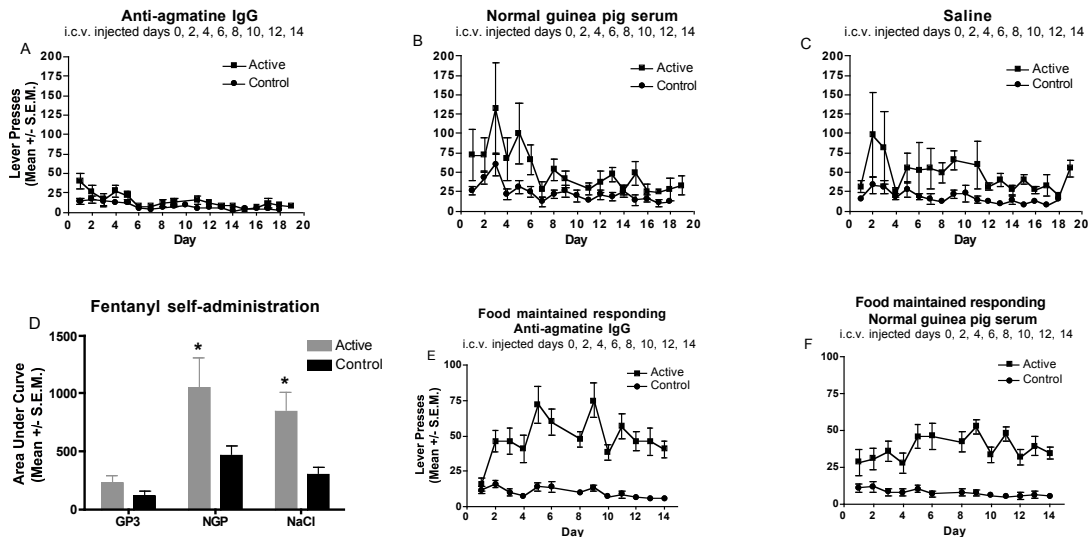 Anti-agmatine IgG
i.c.v. injected days 0, 2, 4, 6, 8, 10, 12, 14
A
200
175
150
125
100
75
50
25
0
Lever Presses
(Mean +/- S.E.M.)
Active
Control
0 2 4 6 8 10 12 14 16 18 20
Day
Normal guinea pig serum
i.c.v. injected days 0, 2, 4, 6, 8, 10, 12, 14
B
200
175
150
125
100
75
50
25
0
Active
Control
0 2 4 6 8 10 12 14 16 18 20
Day
Saline
i.c.v. injected days 0, 2, 4, 6, 8, 10, 12, 14
C
200
175
150
125
100
75
50
25
0
Active
Control
0 2 4 6 8 10 12 14 16 18 20
Day
Fentanyl self-administration
D
1500
1000
500
0
Area Under Curve
(Mean +/- S.E.M.)
Active
Control
* *
GP3 NGP NaCl
Food maintained responding
Anti-agmatine IgG
i.c.v. injected days 0, 2, 4, 6, 8, 10, 12, 14
E
100
75
50
25
0
Lever Presses
(Mean +/- S.E.M.)
Active
Control
0 2 4 6 8 10 12 14
Day
Food maintained responding
Normal guinea pig serum
i.c.v. injected days 0, 2, 4, 6, 8, 10, 12, 14
F
100
75
50
25
0
Active
Control
0 2 4 6 8 10 12 14
Day